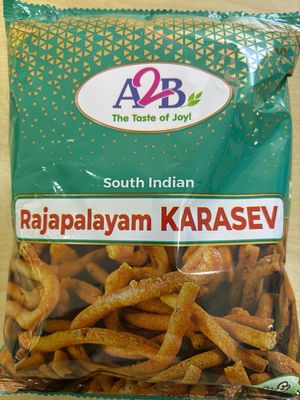 A2B
The Taste of Joy!
South Indian
Rajapalayam KARASEV